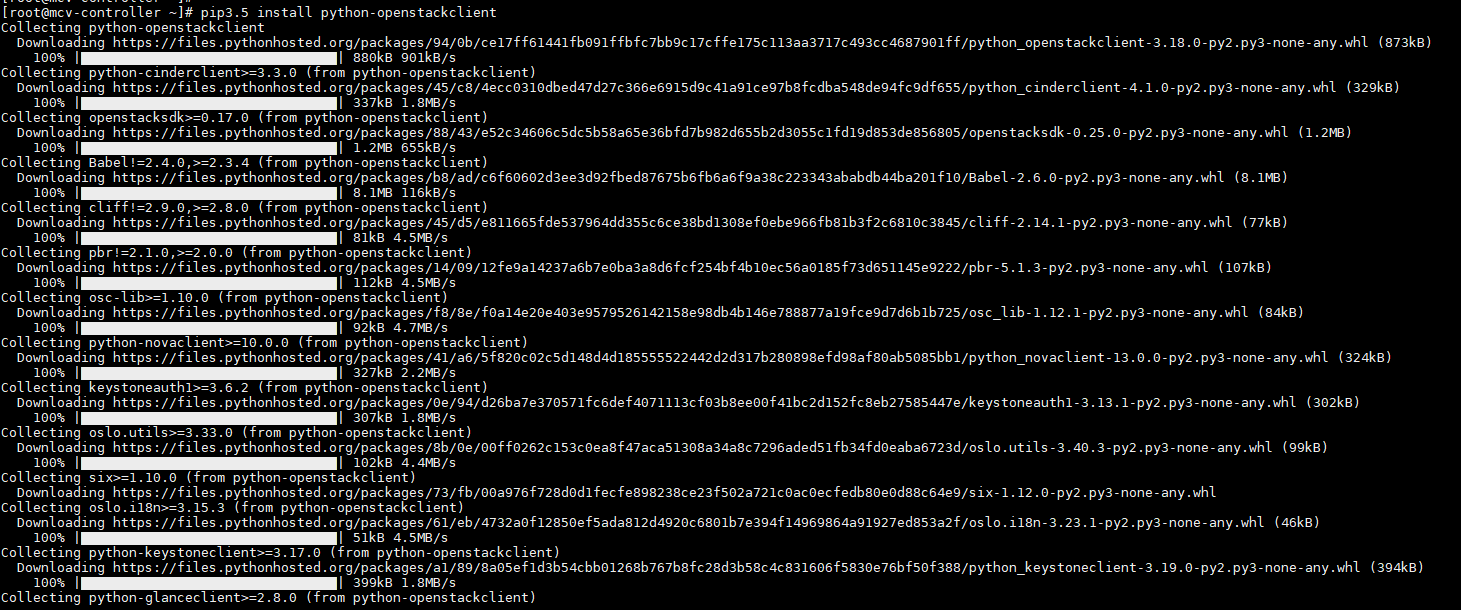 [root@mcv-controller ~]#
[root@mcv-controller ~]# pip3.5 install python-openstackclient
Collecting python-openstackclient
  Downloading https://files.pythonhosted.org/packages/94/0b/ce17ff61441fb091ffbfc7bb9c17cffe175c113aa3717c493cc4687901ff/python_openstackclient-3.18.0-py2.py3-none-any.whl (873kB)
    100% |████████████████████████████████| 880kB 901kB/s
Collecting python-cinderclient>=3.3.0 (from python-openstackclient)
  Downloading https://files.pythonhosted.org/packages/45/c8/4ecc0310dbed47d27c366e6915d9c41a91ce97b8fcdba548de94fc9df655/python_cinderclient-4.1.0-py2.py3-none-any.whl (329kB)
    100% |████████████████████████████████| 337kB 1.8MB/s
Collecting openstacksdk>=0.17.0 (from python-openstackclient)
  Downloading https://files.pythonhosted.org/packages/88/43/e52c34606c5dc5b58a65e36bfd7b982d655b2d3055c1fd19d853de856805/openstacksdk-0.25.0-py2.py3-none-any.whl (1.2MB)
    100% |████████████████████████████████| 1.2MB 655kB/s
Collecting Babel!=2.4.0,>=2.3.4 (from python-openstackclient)
  Downloading https://files.pythonhosted.org/packages/b8/ad/c6f60602d3ee3d92fbed87675b6fb6a6f9a38c223343ababdb44ba201f10/Babel-2.6.0-py2.py3-none-any.whl (8.1MB)
    100% |████████████████████████████████| 8.1MB 116kB/s
Collecting cliff!=2.9.0,>=2.8.0 (from python-openstackclient)
  Downloading https://files.pythonhosted.org/packages/45/d5/e811665fde537964dd355c6ce38bd1308ef0ebe966fb81b3f2c6810c3845/cliff-2.14.1-py2.py3-none-any.whl (77kB)
    100% |████████████████████████████████| 81kB 4.5MB/s
Collecting pbr!=2.1.0,>=2.0.0 (from python-openstackclient)
  Downloading https://files.pythonhosted.org/packages/14/09/12fe9a14237a6b7e0ba3a8d6fcf254bf4b10ec56a0185f73d651145e9222/pbr-5.1.3-py2.py3-none-any.whl (107kB)
    100% |████████████████████████████████| 112kB 4.5MB/s
Collecting osc-lib>=1.10.0 (from python-openstackclient)
  Downloading https://files.pythonhosted.org/packages/f8/8e/f0a14e20e403e9579526142158e98db4b146e788877a19fce9d7d6b1b725/osc_lib-1.12.1-py2.py3-none-any.whl (84kB)
    100% |████████████████████████████████| 92kB 4.7MB/s
Collecting python-novaclient>=10.0.0 (from python-openstackclient)
  Downloading https://files.pythonhosted.org/packages/41/a6/5f820c02c5d148d4d185555522442d2d317b280898efd98af80ab5085bb1/python_novaclient-13.0.0-py2.py3-none-any.whl (324kB)
    100% |████████████████████████████████| 327kB 2.2MB/s
Collecting keystoneauth1>=3.6.2 (from python-openstackclient)
  Downloading https://files.pythonhosted.org/packages/0e/94/d26ba7e370571fc6def4071113cf03b8ee00f41bc2d152fc8eb27585447e/keystoneauth1-3.13.1-py2.py3-none-any.whl (302kB)
    100% |████████████████████████████████| 307kB 1.8MB/s
Collecting oslo.utils>=3.33.0 (from python-openstackclient)
  Downloading https://files.pythonhosted.org/packages/8b/0e/00ff0262c153c0ea8f47aca51308a34a8c7296aded51fb34fd0eaba6723d/oslo.utils-3.40.3-py2.py3-none-any.whl (99kB)
    100% |████████████████████████████████| 102kB 4.4MB/s
Collecting six>=1.10.0 (from python-openstackclient)
  Downloading https://files.pythonhosted.org/packages/73/fb/00a976f728d0d1fecfe898238ce23f502a721c0ac0ecfedb80e0d88c64e9/six-1.12.0-py2.py3-none-any.whl
Collecting oslo.i18n>=3.15.3 (from python-openstackclient)
  Downloading https://files.pythonhosted.org/packages/61/eb/4732a0f12850ef5ada812d4920c6801b7e394f14969864a91927ed853a2f/oslo.i18n-3.23.1-py2.py3-none-any.whl (46kB)
    100% |████████████████████████████████| 51kB 4.5MB/s
Collecting python-keystoneclient>=3.17.0 (from python-openstackclient)
  Downloading https://files.pythonhosted.org/packages/a1/89/8a05ef1d3b54cbb01268b767b8fc28d3b58c4c831606f5830e76bf50f388/python_keystoneclient-3.19.0-py2.py3-none-any.whl (394kB)
    100% |████████████████████████████████| 399kB 1.8MB/s
Collecting python-glanceclient>=2.8.0 (from python-openstackclient)